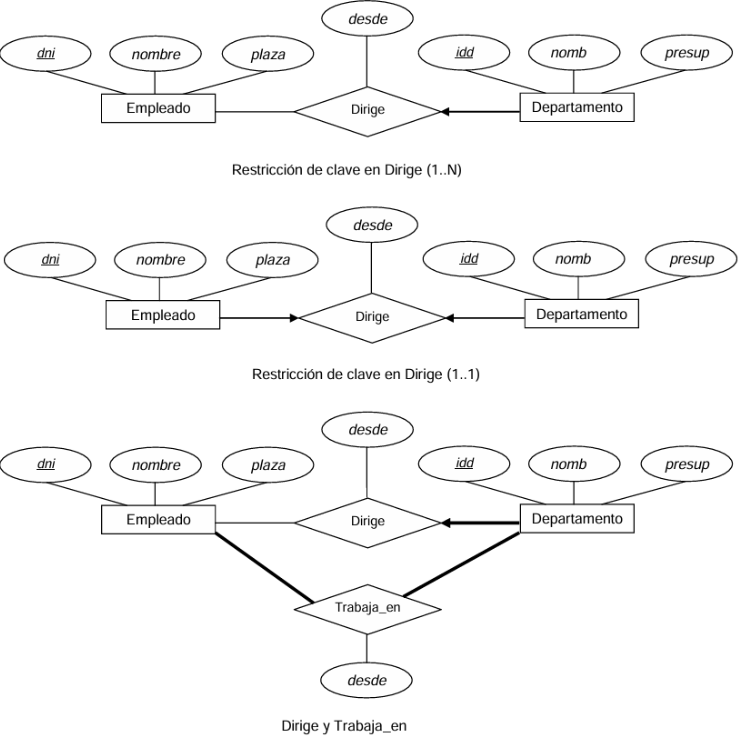 desde
dni nombre plaza idd nomb presup
Empleado Dirige Departamento
Restricción de clave en Dirige (1..N)
desde
dni nombre plaza idd nomb presup
Empleado Dirige Departamento
Restricción de clave en Dirige (1..1)
desde
dni nombre plaza idd nomb presup
Empleado Dirige Departamento
Trabaja_en
desde
Dirige y Trabaja_en